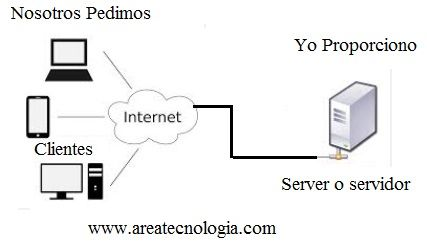 Nosotros Pedimos
Yo Proporciono
Internet
Clientes
Server o servidor
www.areatecnologia.com